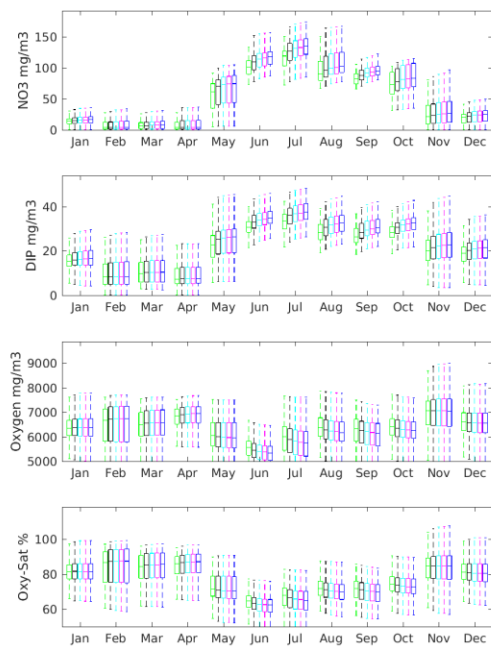 NO3 mg/m3
150
100
50
0
Jan Feb Mar Apr May Jun Jul Aug Sep Oct Nov Dec
DIP mg/m3
40
20
0
Jan Feb Mar Apr May Jun Jul Aug Sep Oct Nov Dec
Oxygen mg/m3
9000
8000
7000
6000
5000
Jan Feb Mar Apr May Jun Jul Aug Sep Oct Nov Dec
Oxy-Sat %
100
80
60
Jan Feb Mar Apr May Jun Jul Aug Sep Oct Nov Dec